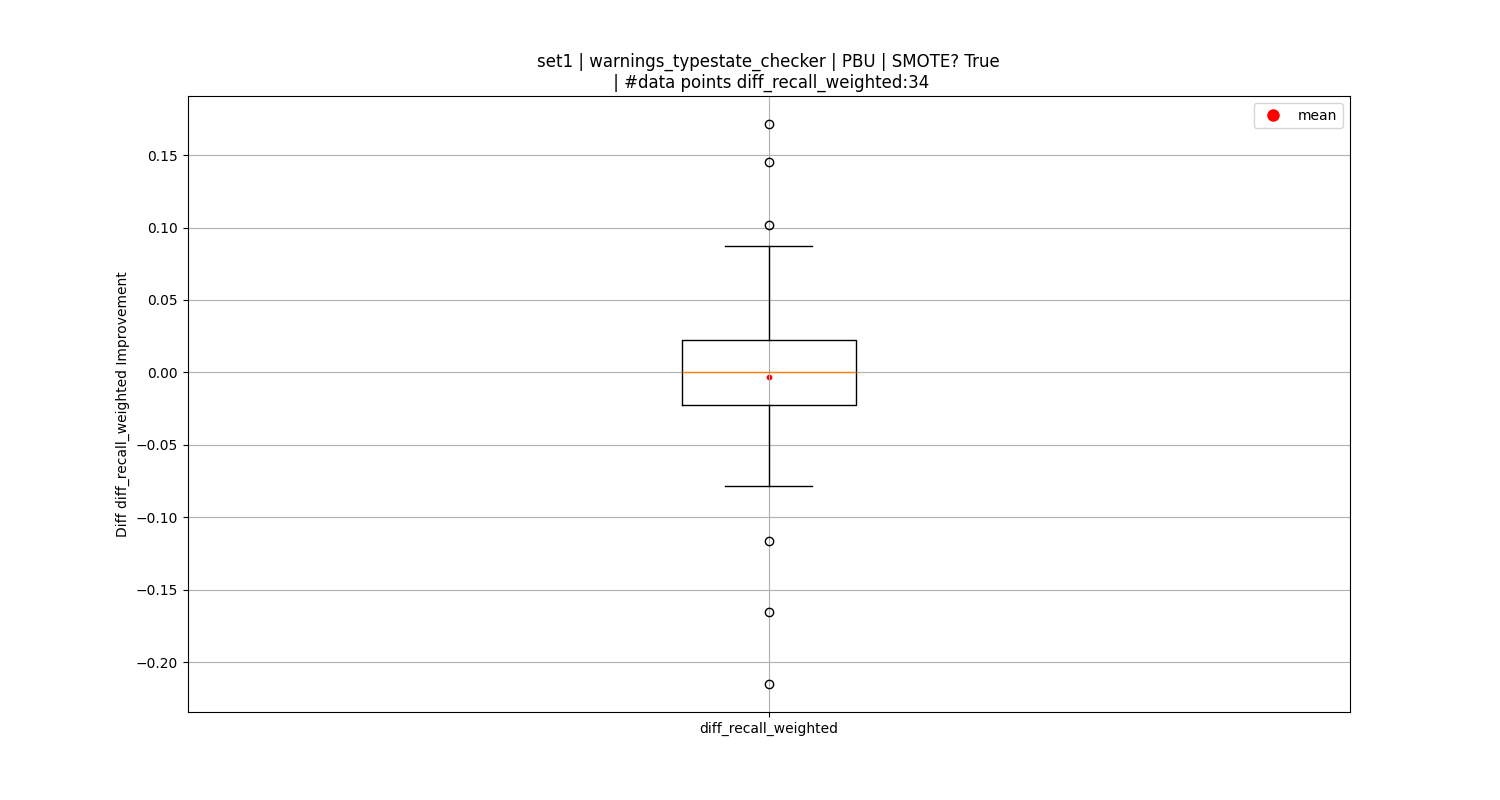 set1 | warnings_typestate_checker | PBU | SMOTE? True
| #data points diff_recall_weighted:34
mean
Diff diff_recall_weighted Improvement
0.15
0.10
0.05
0.00
−0.05
−0.10
−0.15
−0.20
diff_recall_weighted